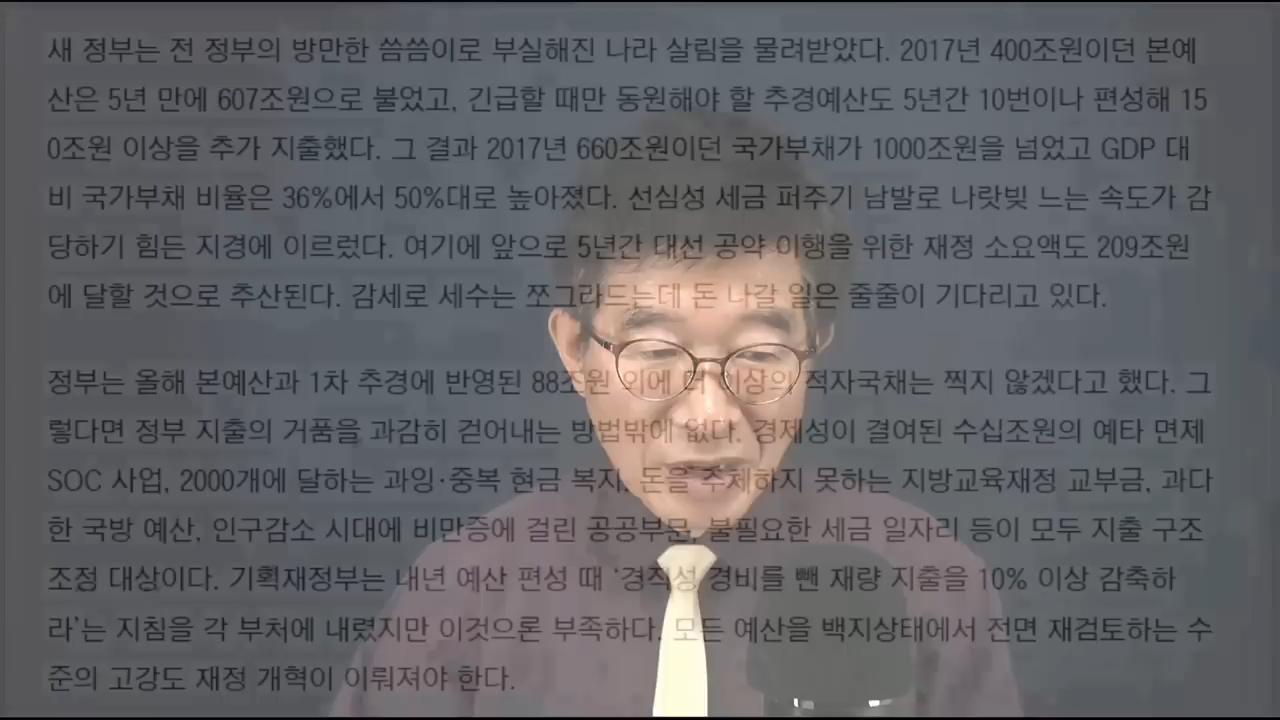 새 정부는 전 정부의 방만한 씀씀이로 부실해진 나라 살림을 물려받았다. 2017년 400조원이던 본예
산은 5년 만에 607조원으로 불었고, 긴급할 때만 동원해야 할 추경예산도 5년간 10번이나 편성해 15
0조원 이상을 추가 지출했다. 그 결과 2017년 660조원이던 국가부채가 1000조원을 넘었고 GDP 대
비 국가부채 비율은 36%에서 50%대로 높아졌다. 선심성 세금 퍼주기 남발로 나랏빚 느는 속도가 감
당하기 힘든 지경에 이르렀다. 여기에 앞으로 5년간 대선 공약 이행을 위한 재정 소요액도 209조원
에 달할 것으로 추산된다. 감세로 세수는 쪼그라드는데 돈 나갈 일은 줄줄이 기다리고 있다.
정부는 올해 본예산과 1차 추경에 반영된 88조원 외에 더 이상의 적자국채는 찍지 않겠다고 했다. 그
렇다면 정부 지출의 거품을 과감히 걷어내는 방법밖에 없다. 경제성이 결여된 수십조원의 예타 면제
SOC 사업, 2000개에 달하는 과잉·중복 현금 복지, 돈을 주체하지 못하는 지방교육재정 교부금, 과다
한 국방 예산, 인구감소 시대에 비만증에 걸린 공공부문, 불필요한 세금 일자리 등이 모두 지출 구조
조정 대상이다. 기획재정부는 내년 예산 편성 때 ‘경직성 경비를 뺀 재량 지출을 10% 이상 감축하
라’는 지침을 각 부처에 내렸지만 이것으론 부족하다. 모든 예산을 백지상태에서 전면 재검토하는 수
준의 고강도 재정 개혁이 이뤄져야 한다.